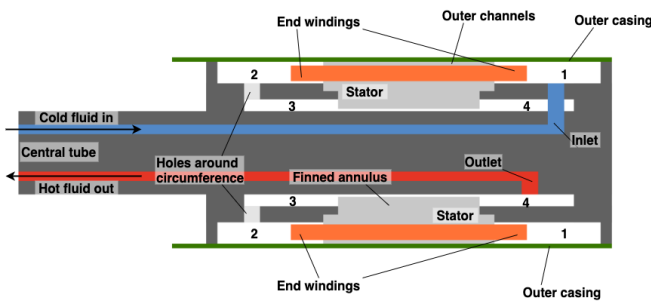 End windings
Outer channels
Outer casing
2
1
Stator
3
4
Cold fluid in
Inlet
Central tube
Holes around
circumference
Outlet
Hot fluid out
Finned annulus
3
4
Stator
2
1
End windings
Outer casing